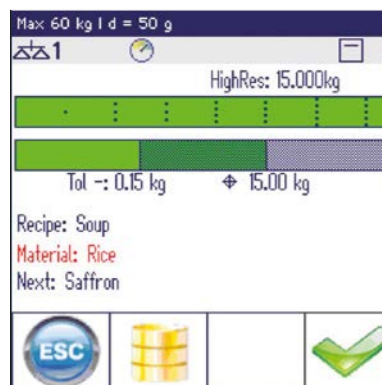 Max 60 kg | d = 50 g
1
HighRes: 15.000kg
Tol -: 0.15 kg 15.00 kg
Recipe: Soup
Material: Rice
Next: Saffron
ESC